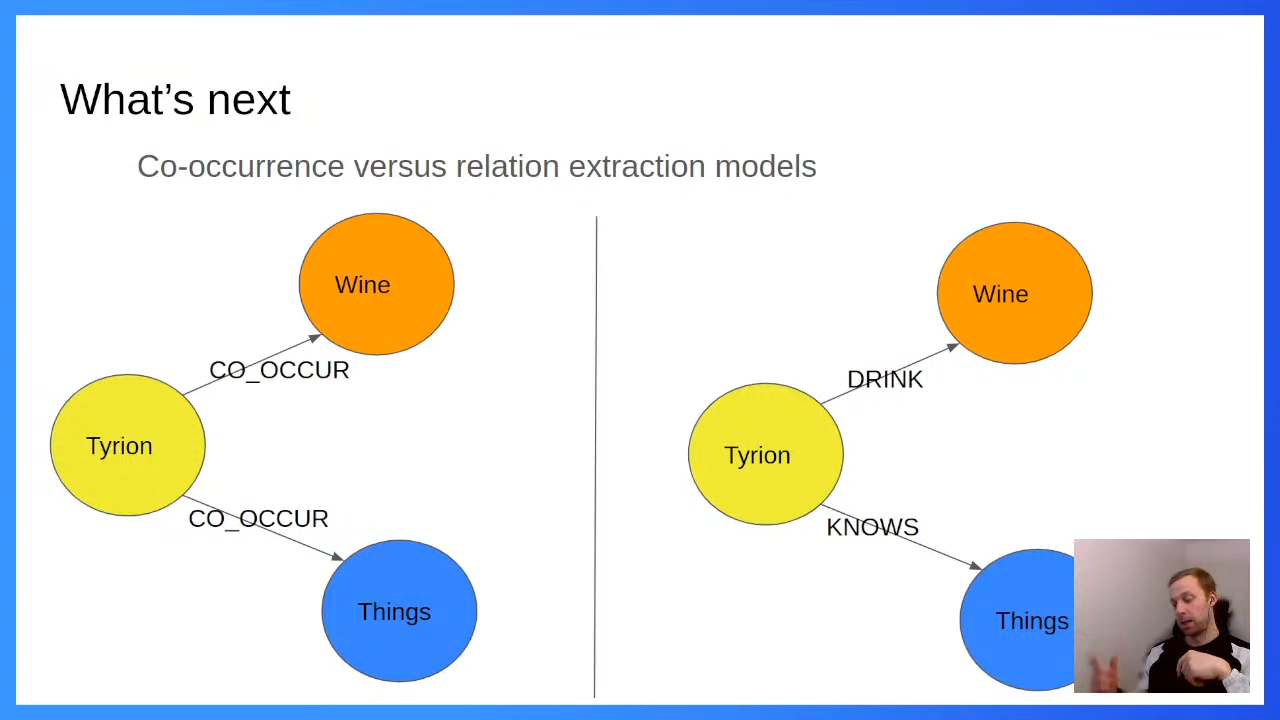 What's next
Co-occurrence versus relation extraction models
Wine
CO_OCCUR
Tyrion
CO_OCCUR
Things
Wine
DRINK
Tyrion
KNOWS
Things